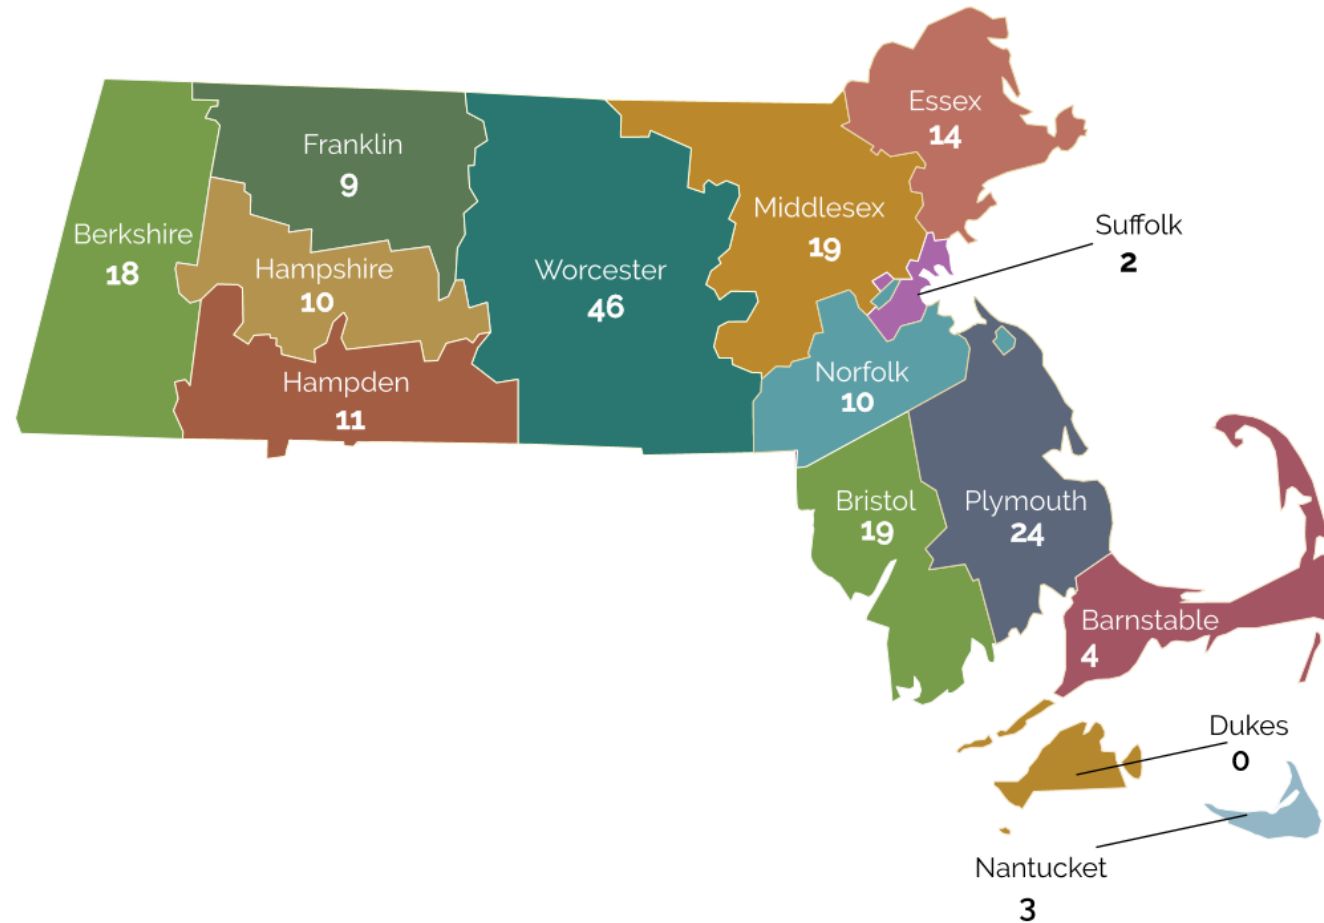 Essex
14
Franklin
9
Middlesex
19
Suffolk
2
Berkshire
18
Hampshire
10
Worcester
46
Norfolk
10
Hampden
11
Bristol
19
Plymouth
24
Barnstable
4
Dukes
0
Nantucket
3